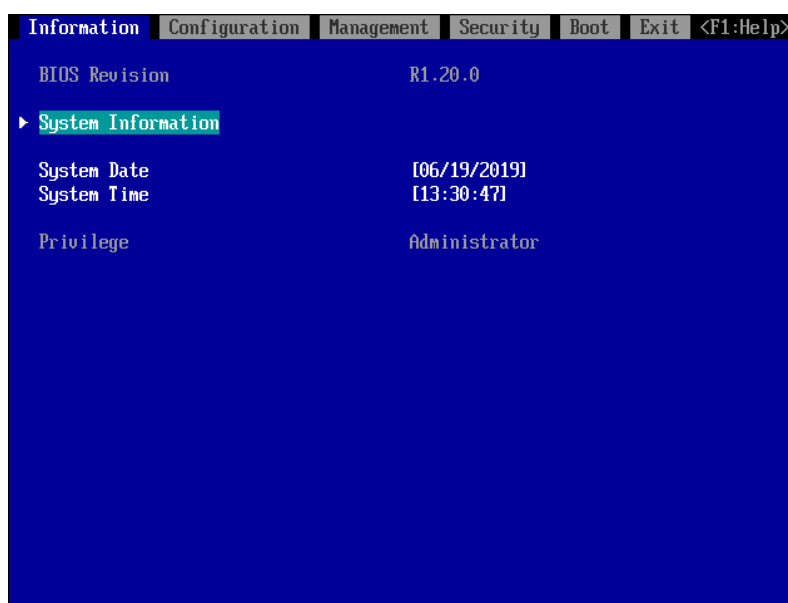 Information Configuration Management Security Boot Exit <F1:Help>
BIOS Revision R1.20.0
System Information
System Date [06/19/2019]
System Time [13:30:47]
Privilege Administrator